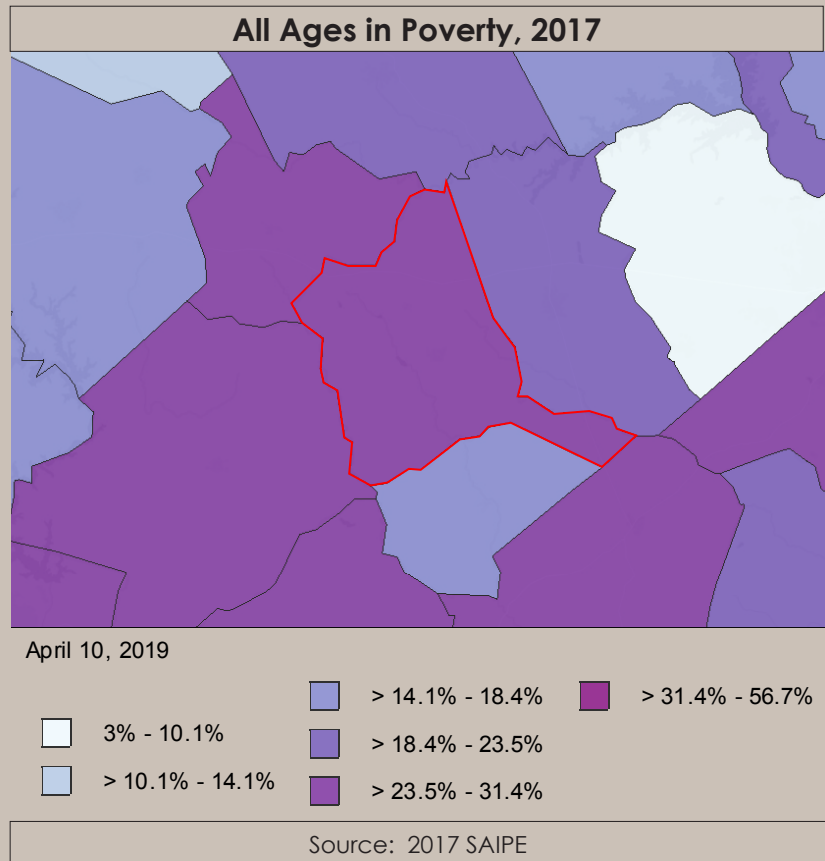 All Ages in Poverty, 2017
April 10, 2019
3% - 10.1%
> 10.1% - 14.1%
> 14.1% - 18.4%
> 18.4% - 23.5%
> 23.5% - 31.4%
> 31.4% - 56.7%
Source: 2017 SAIPE